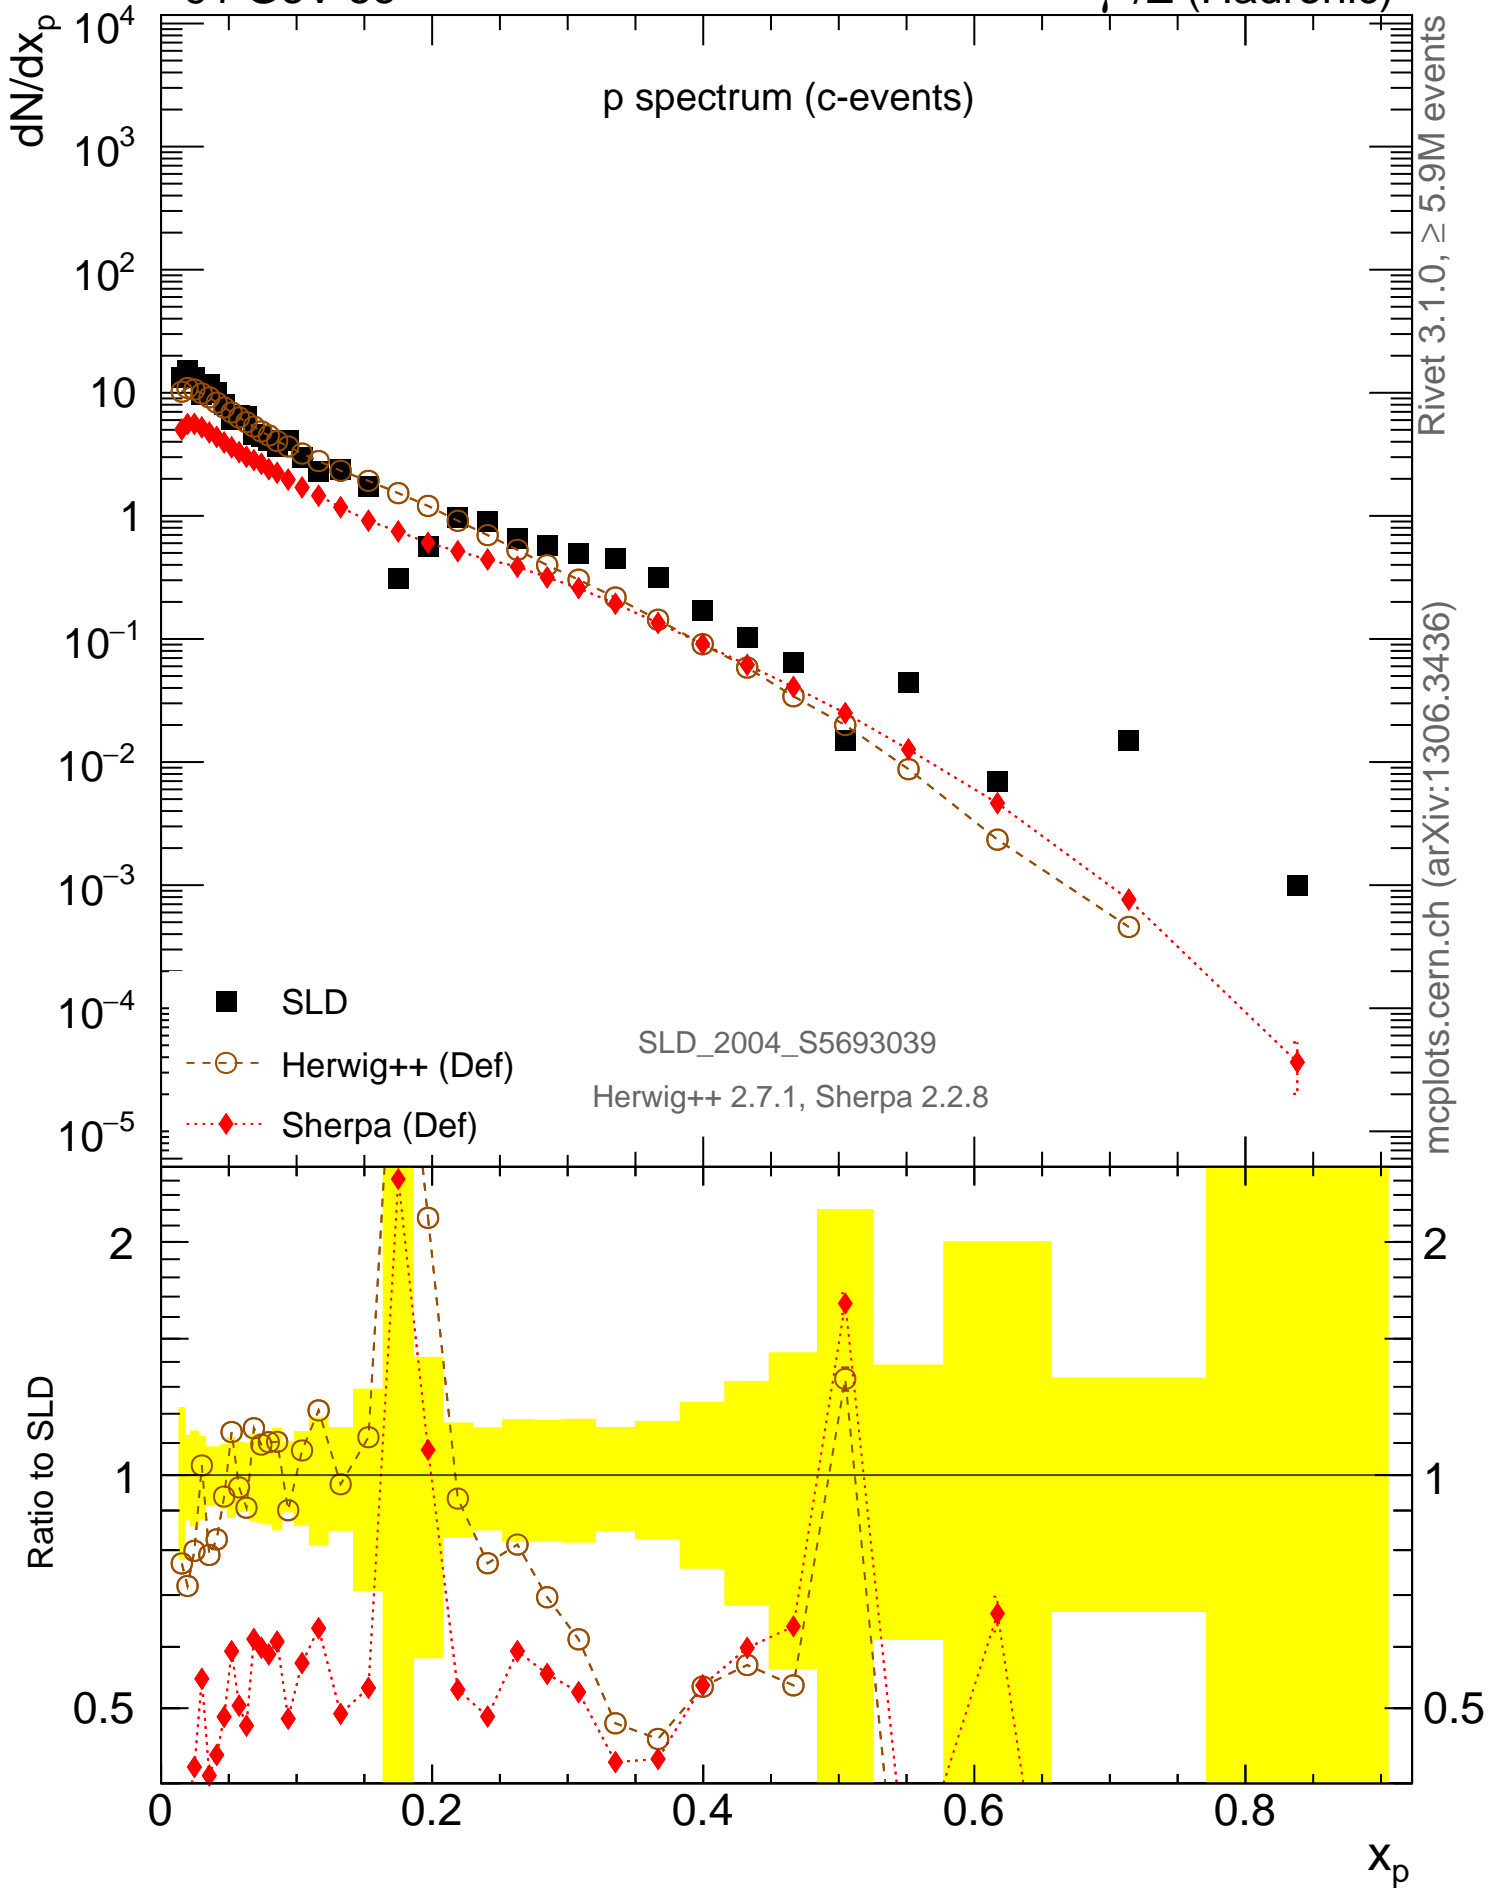 dN/dx_p
p spectrum (c-events)
10^4
10^3
10^2
10
1
10^−1
10^−2
10^−3
10^−4
10^−5
SLD
Herwig++ (Def)
Sherpa (Def)
SLD_2004_S5693039
Herwig++ 2.7.1, Sherpa 2.2.8
Rivet 3.1.0, ≥ 5.9M events
mcplots.cern.ch (arXiv:1306.3436)
Ratio to SLD
2
1
0.5
2
1
0.5
0
0.2
0.4
0.6
0.8
x_p